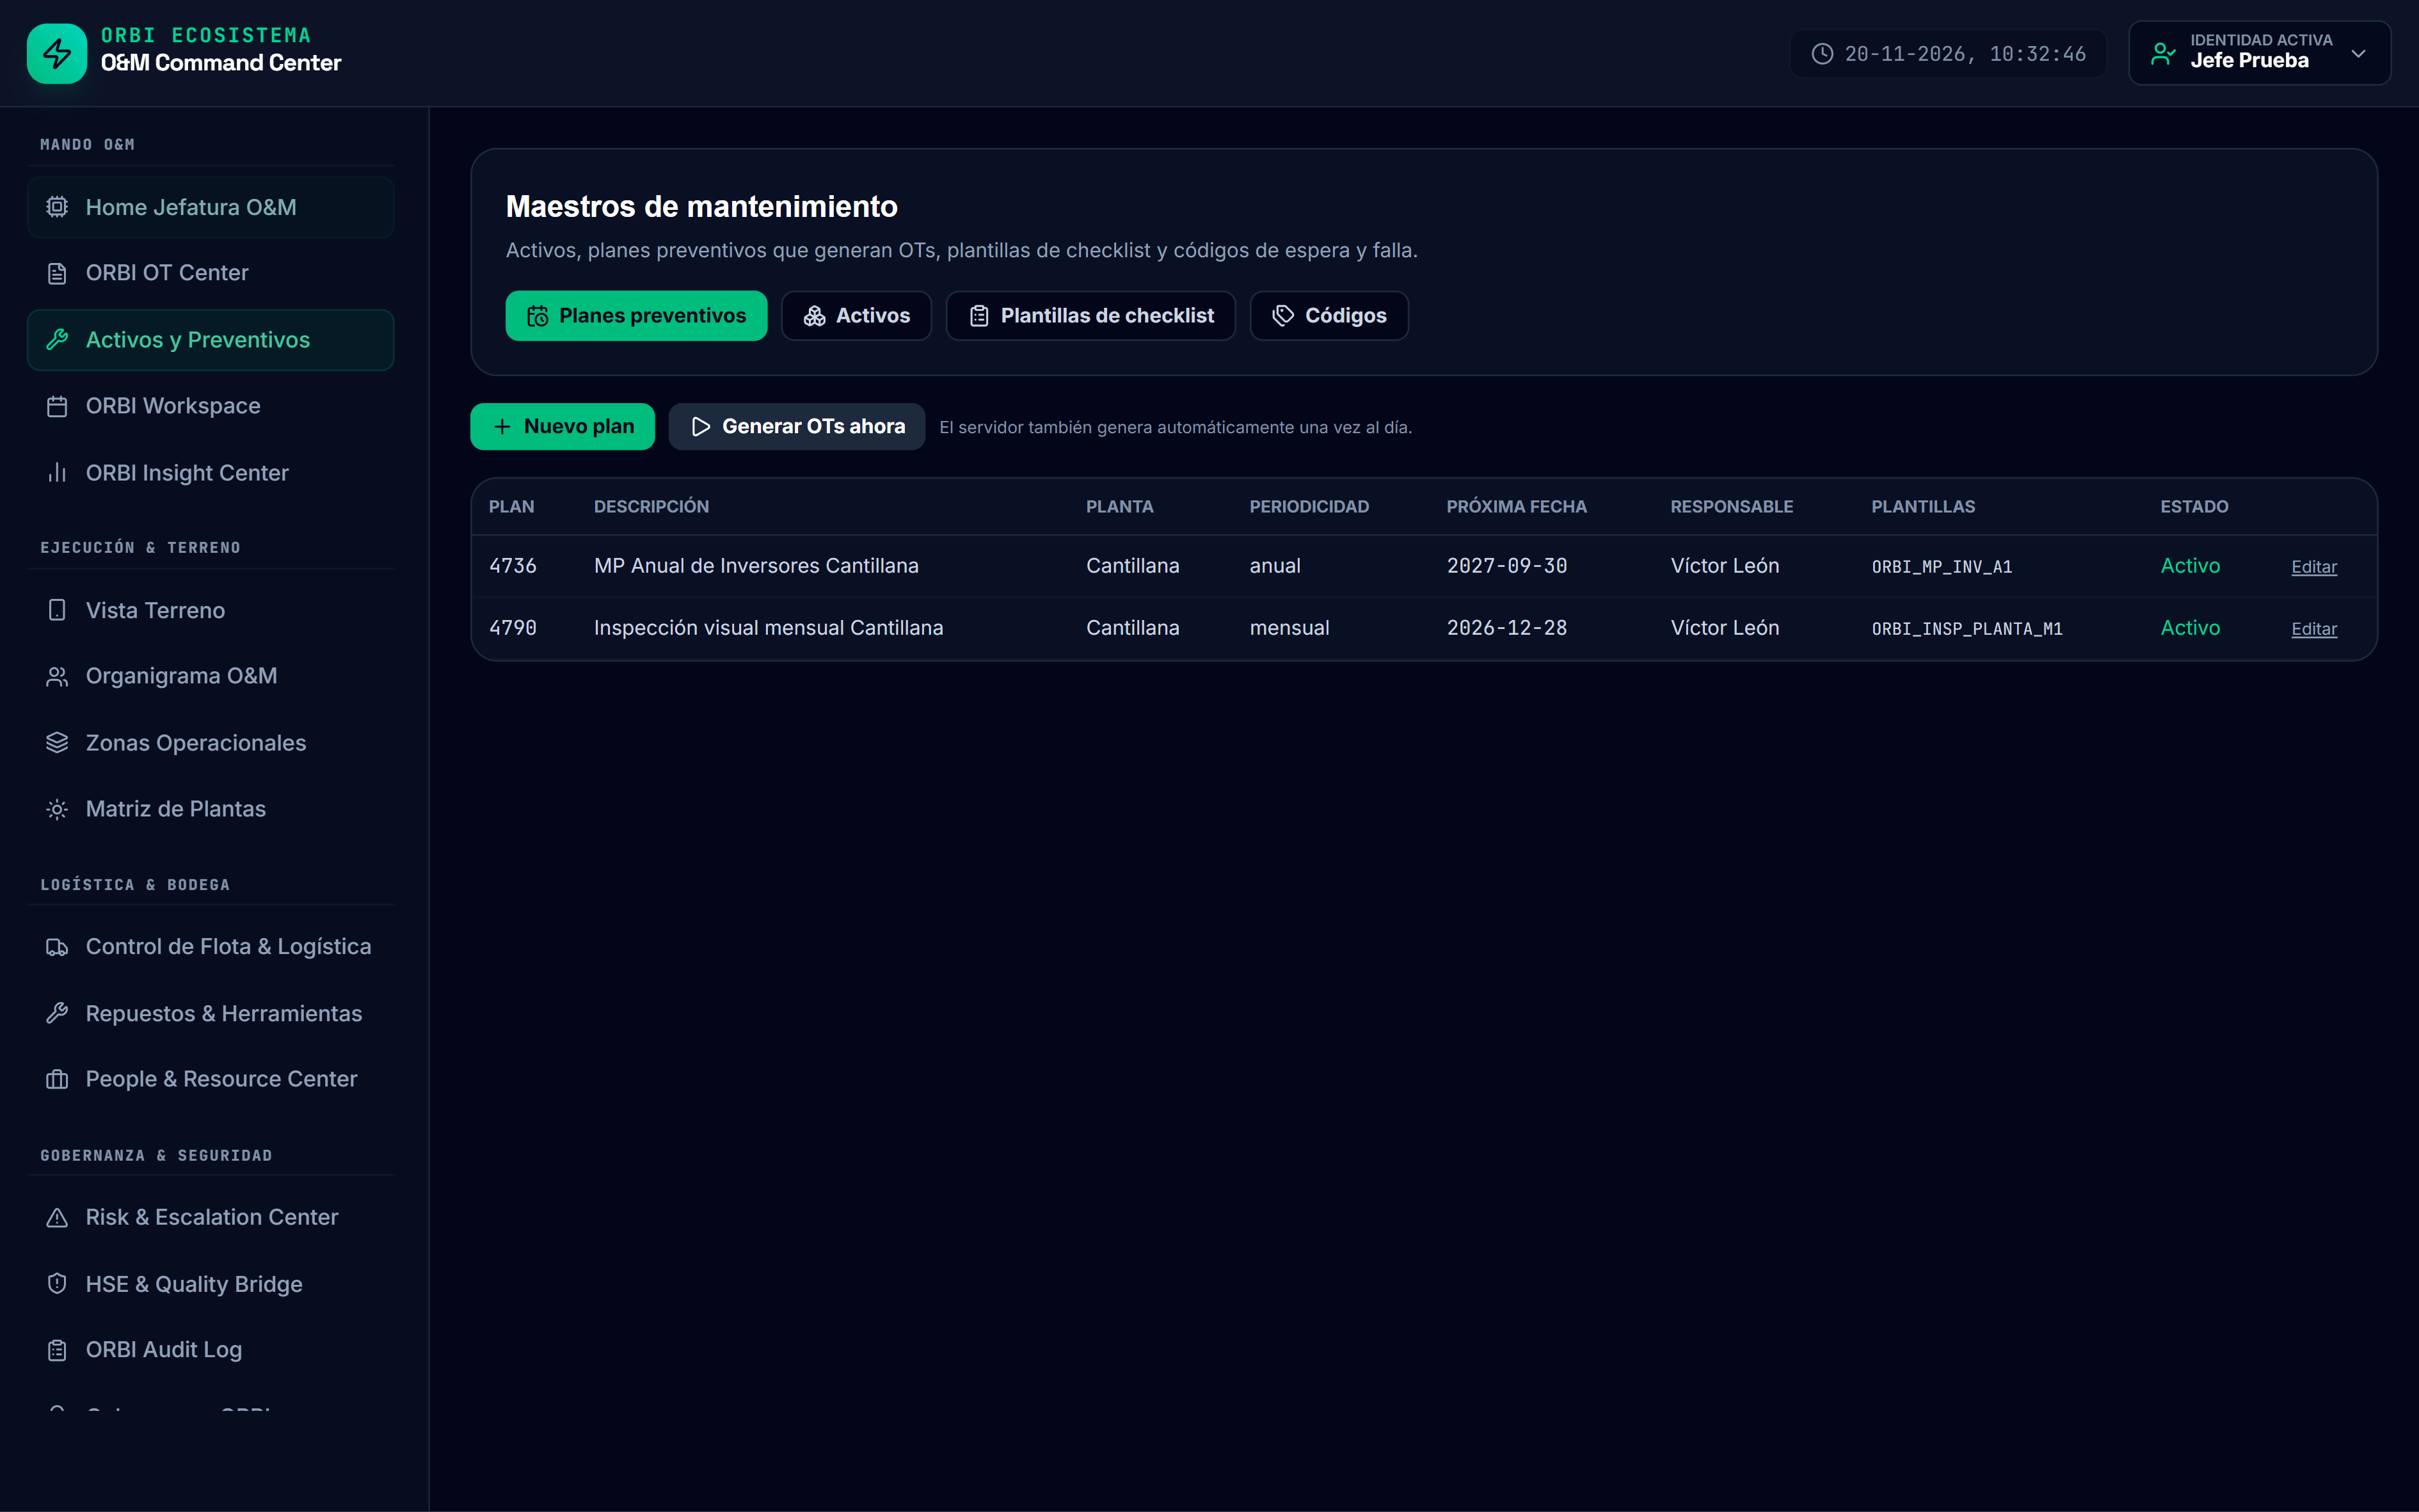 ORBI ECOSISTEMA
O&M Command Center
20-11-2026, 10:32:46
IDENTIDAD ACTIVA
Jefe Prueba
MANDO O&M
Home Jefatura O&M
ORBI OT Center
Activos y Preventivos
ORBI Workspace
ORBI Insight Center
EJECUCIÓN & TERRENO
Vista Terreno
Organigrama O&M
Zonas Operacionales
Matriz de Plantas
LOGÍSTICA & BODEGA
Control de Flota & Logística
Repuestos & Herramientas
People & Resource Center
GOBERNANZA & SEGURIDAD
Risk & Escalation Center
HSE & Quality Bridge
ORBI Audit Log
Maestros de mantenimiento
Activos, planes preventivos que generan OTs, plantillas de checklist y códigos de espera y falla.
Planes preventivos Activos Plantillas de checklist Códigos
Nuevo plan Generar OTs ahora El servidor también genera automáticamente una vez al día.
PLAN DESCRIPCIÓN PLANTA PERIODICIDAD PRÓXIMA FECHA RESPONSABLE PLANTILLAS ESTADO
4736 MP Anual de Inversores Cantillana Cantillana anual 2027-09-30 Víctor León ORBI_MP_INV_A1 Activo Editar
4790 Inspección visual mensual Cantillana Cantillana mensual 2026-12-28 Víctor León ORBI_INSP_PLANTA_M1 Activo Editar